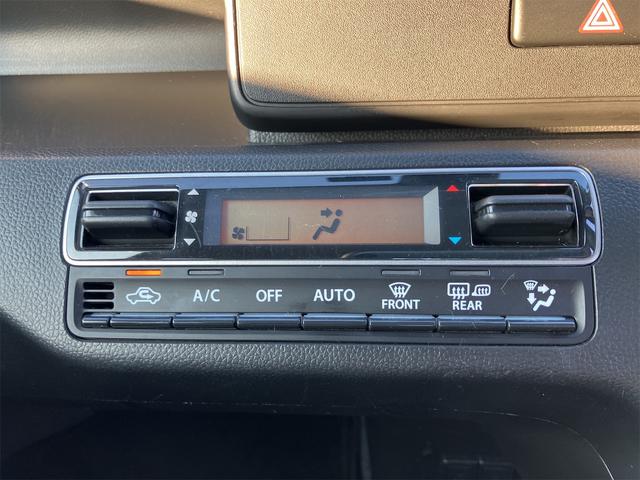 A/C OFF AUTO FRONT REAR